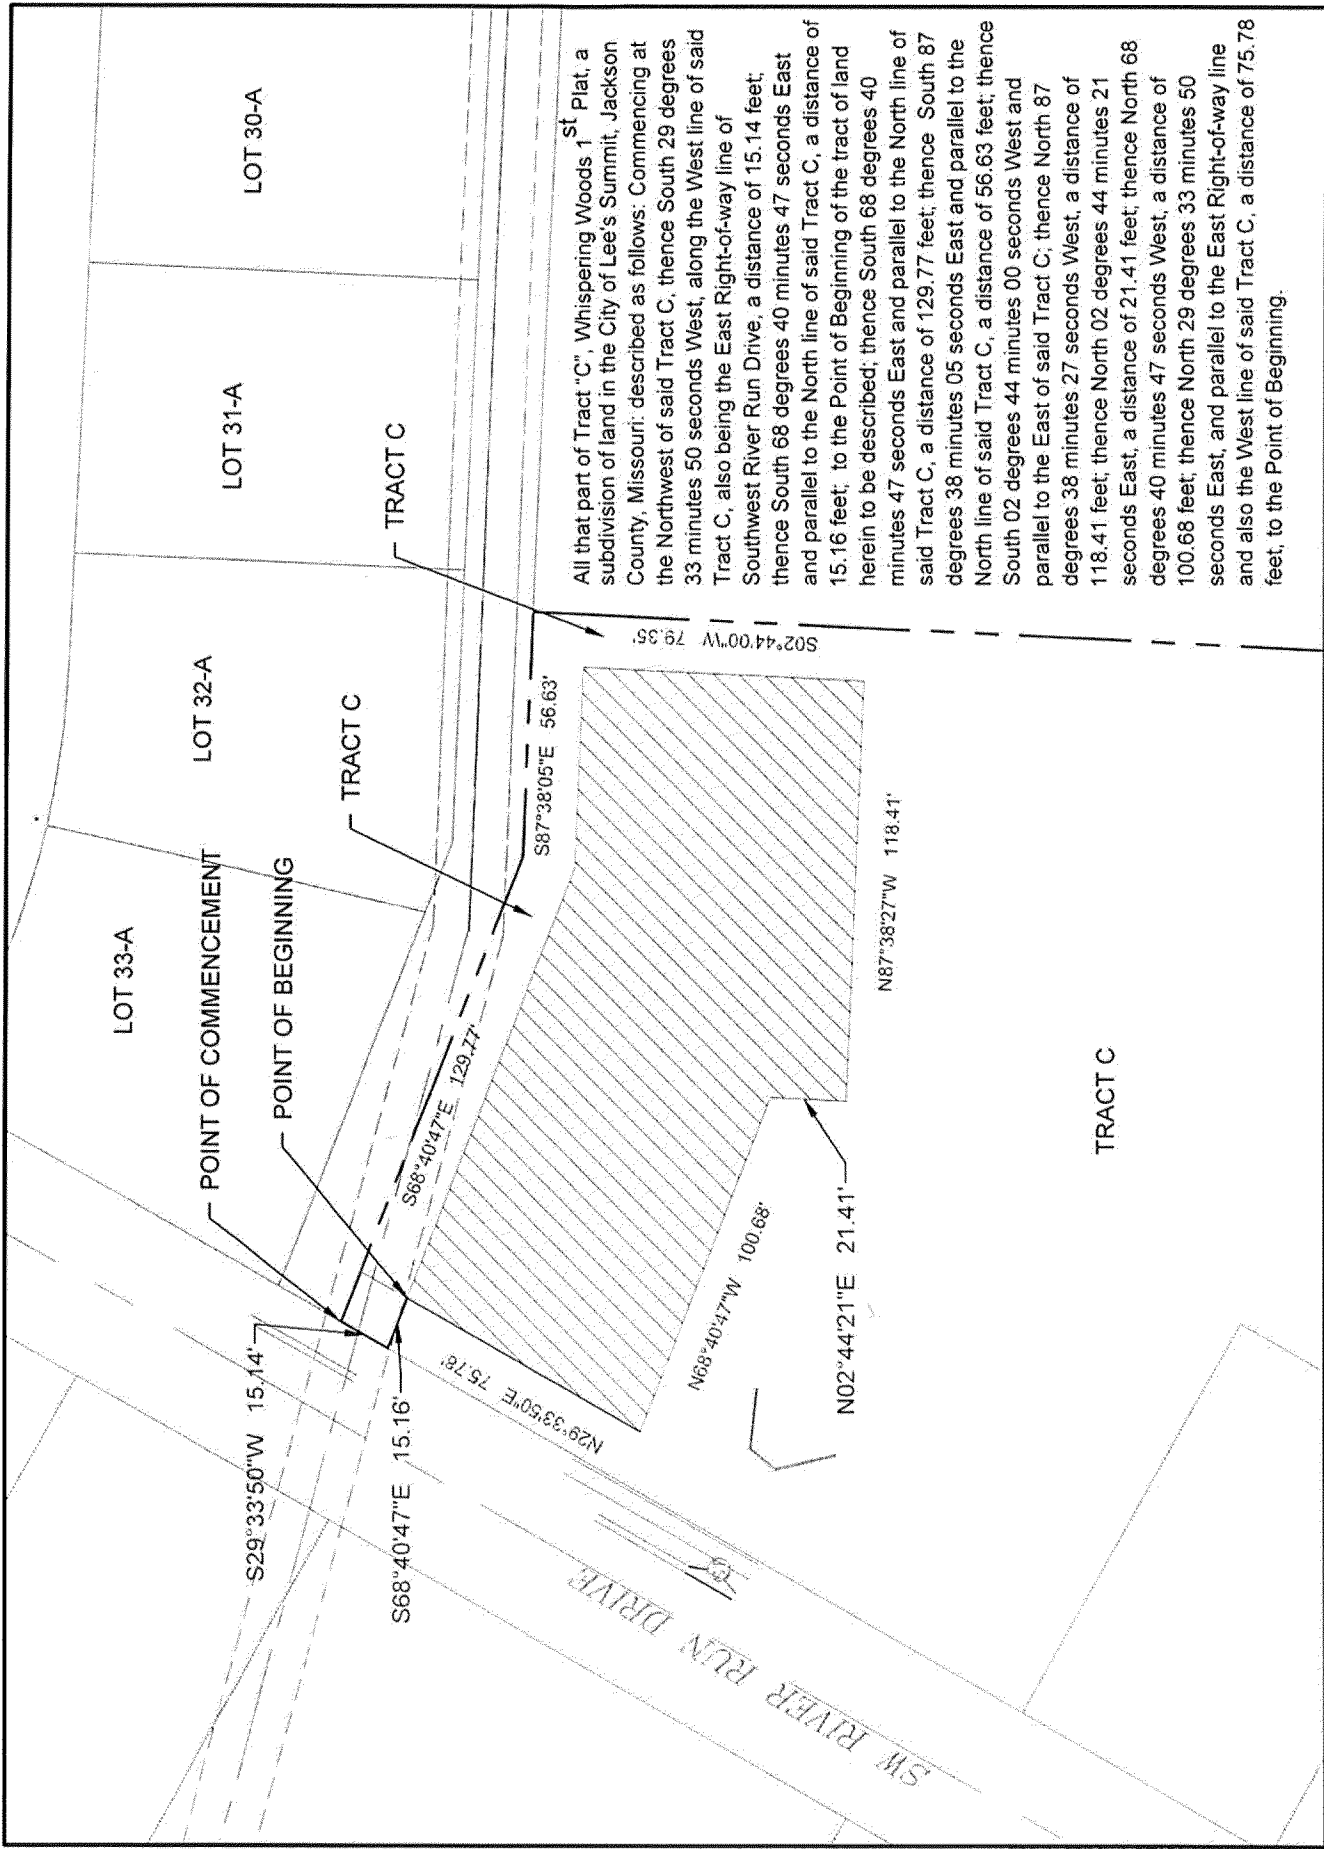 LOT 33-A
LOT 32-A
LOT 31-A
LOT 30-A
POINT OF COMMENCEMENT
POINT OF BEGINNING
TRACT C
TRACT C
S29°33'50"W 15.14'
S68°40'47"E 15.16'
S68°40'47"E 129.77'
S87°38'05"E 56.63'
S02°44'00"W 79.35'
N29°33'50"E 75.78'
N68°40'47"W 100.68'
N02°44'21"E 21.41'
N87°38'27"W 118.41'
SW RIVER RUN DRIVE
TRACT C
All that part of Tract "C", Whispering Woods 1st Plat, a
subdivision of land in the City of Lee's Summit, Jackson
County, Missouri: described as follows: Commencing at
the Northwest of said Tract C, thence South 29 degrees
33 minutes 50 seconds West, along the West line of said
Tract C, also being the East Right-of-way line of
Southwest River Run Drive, a distance of 15.14 feet;
thence South 68 degrees 40 minutes 47 seconds East
and parallel to the North line of said Tract C, a distance of
15.16 feet; to the Point of Beginning of the tract of land
herein to be described; thence South 68 degrees 40
minutes 47 seconds East and parallel to the North line of
said Tract C, a distance of 129.77 feet; thence South 87
degrees 38 minutes 05 seconds East and parallel to the
North line of said Tract C, a distance of 56.63 feet; thence
South 02 degrees 44 minutes 00 seconds West and
parallel to the East of said Tract C; thence North 87
degrees 38 minutes 27 seconds West, a distance of
118.41 feet; thence North 02 degrees 44 minutes 21
seconds East, a distance of 21.41 feet; thence North 68
degrees 40 minutes 47 seconds West, a distance of
100.68 feet; thence North 29 degrees 33 minutes 50
seconds East, and parallel to the East Right-of-way line
and also the West line of said Tract C, a distance of 75.78
feet, to the Point of Beginning.